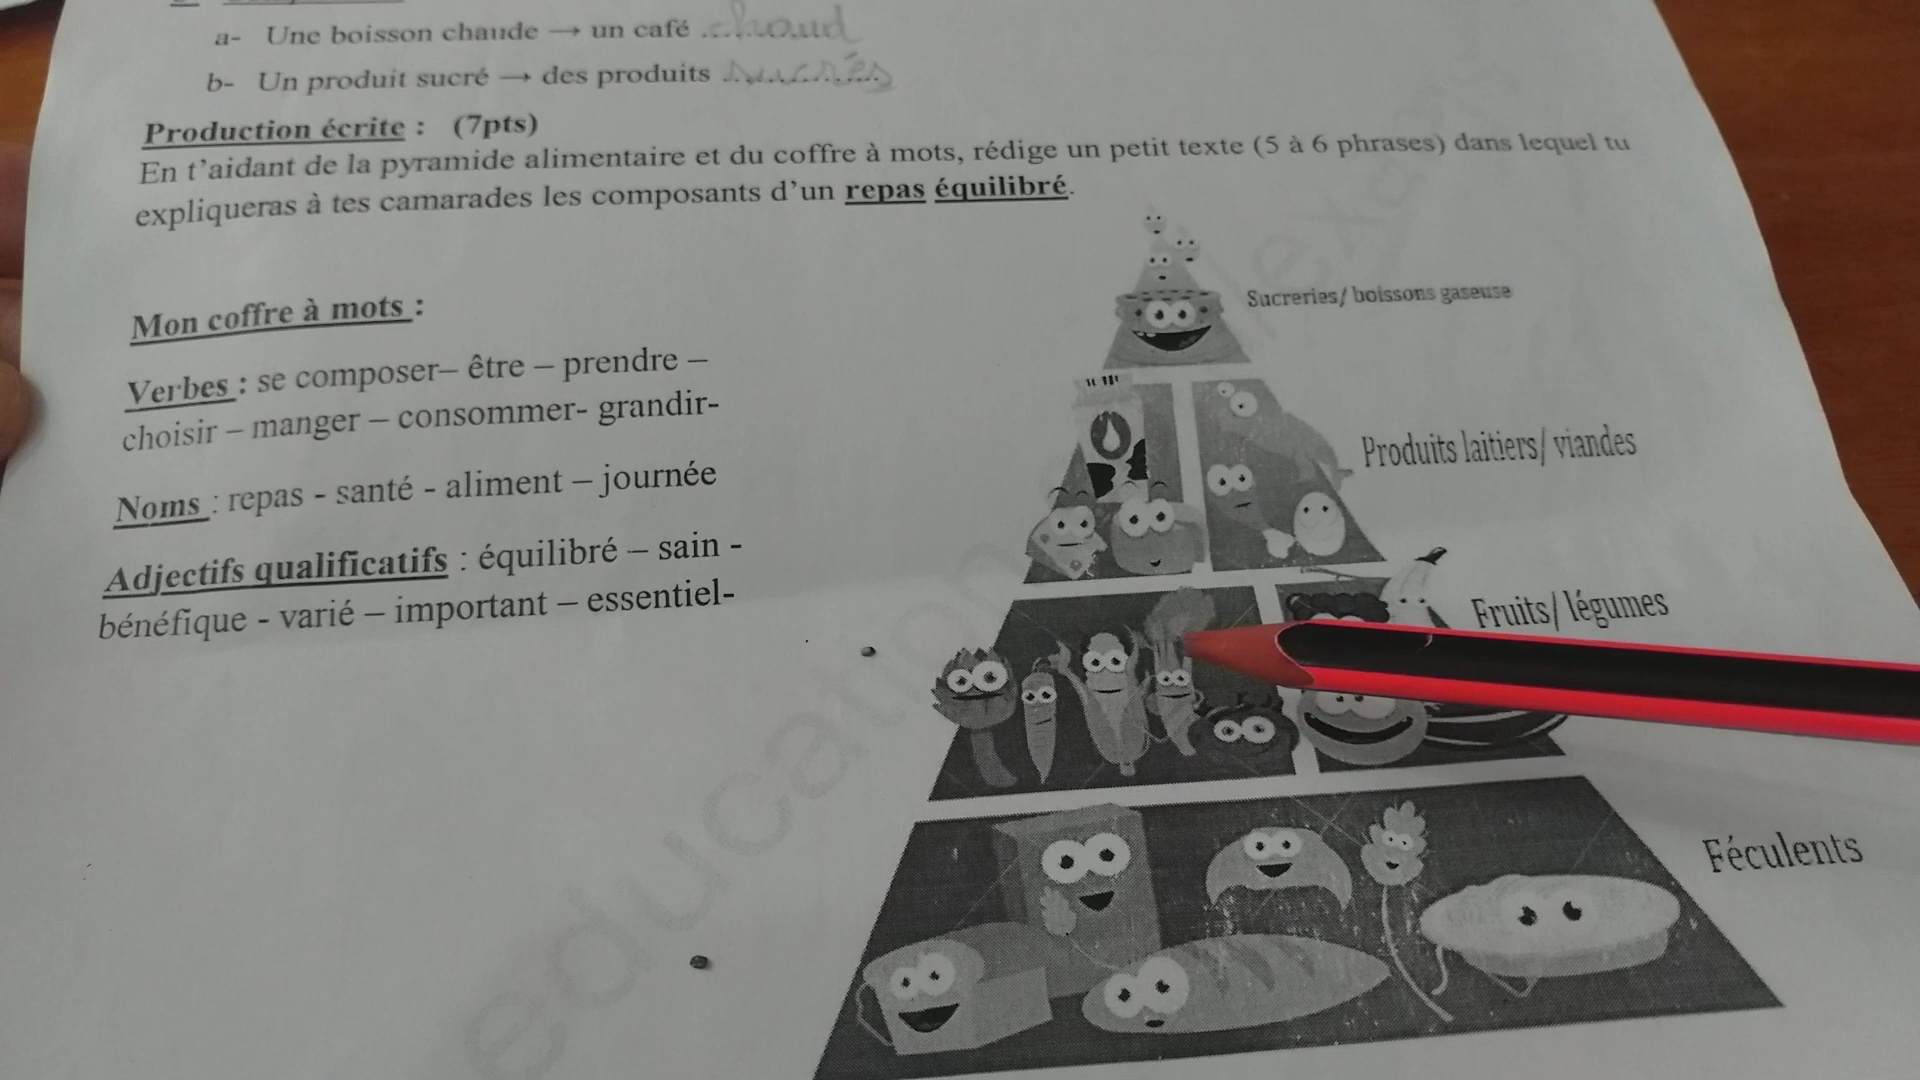 a- Une boisson chaude → un café ...chaud
b- Un produit sucré → des produits ...sucrés
Production écrite : (7pts)
En t'aidant de la pyramide alimentaire et du coffre à mots, rédige un petit texte (5 à 6 phrases) dans lequel tu
expliqueras à tes camarades les composants d'un repas équilibré.
Sucreries/ boissons gaseuse
Mon coffre à mots :
Verbes : se composer– être – prendre –
choisir – manger – consommer- grandir-
Produits laitiers/ viandes
Noms : repas - santé - aliment – journée
Adjectifs qualificatifs : équilibré – sain -
bénéfique - varié – important – essentiel-
Fruits/ légumes
Féculents
education